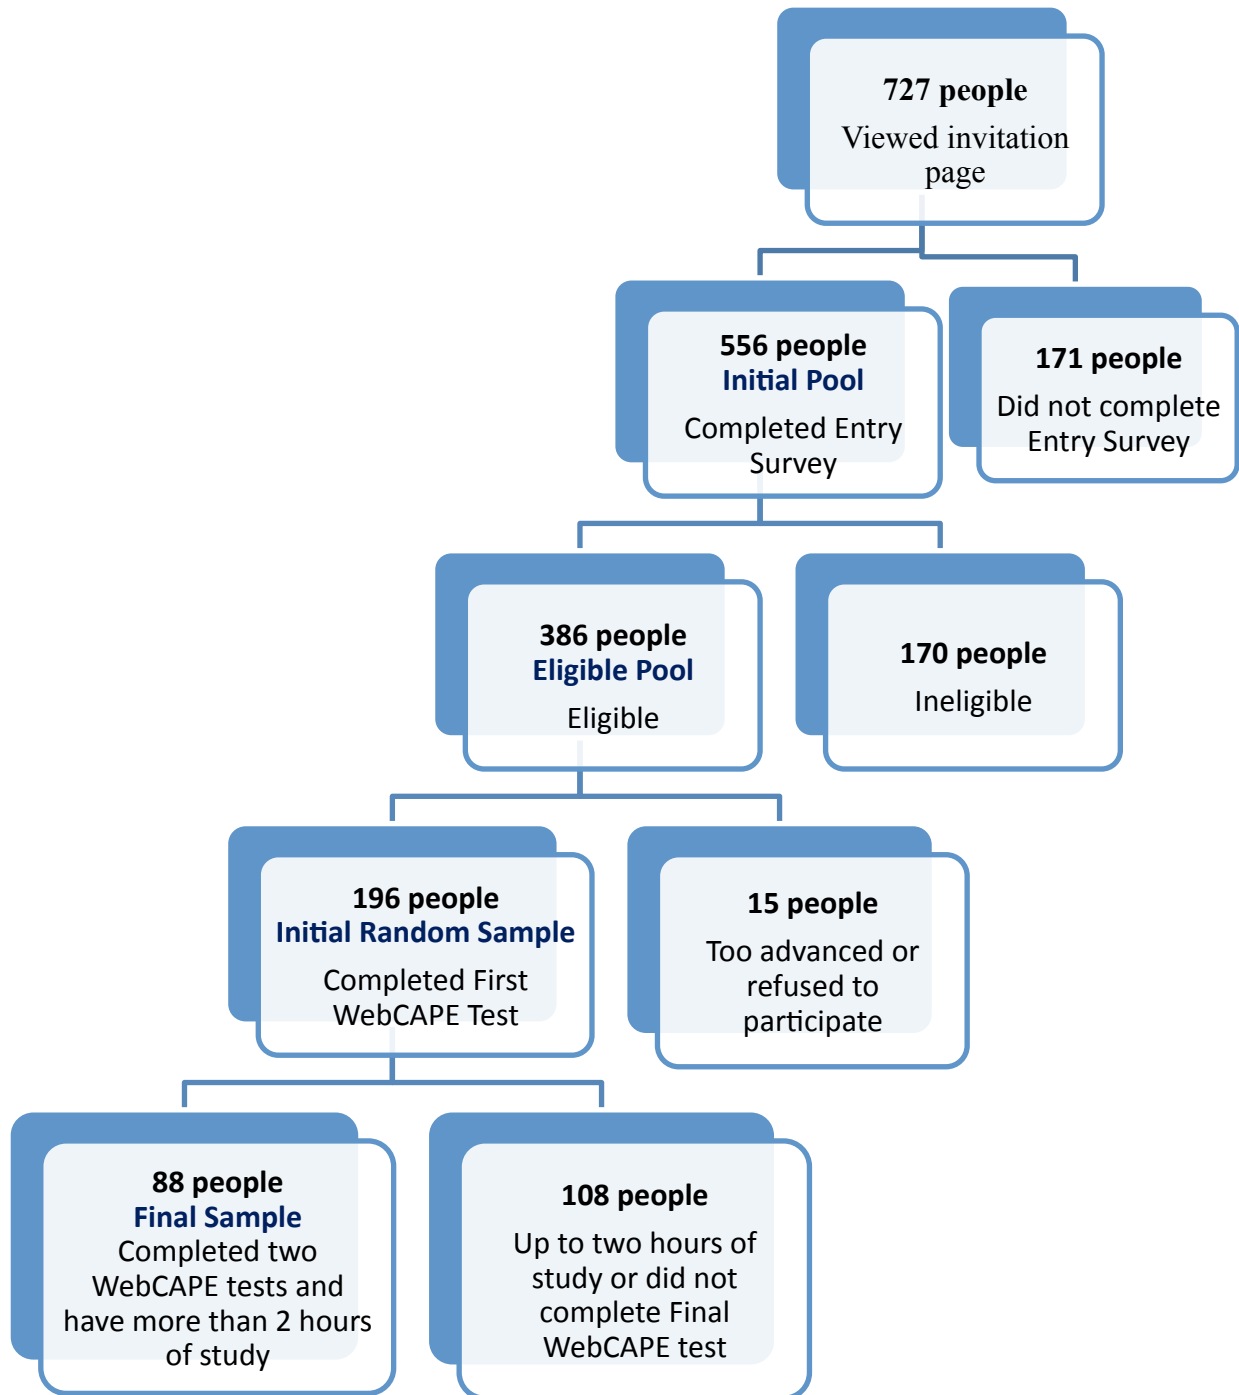 727 people
Viewed invitation
page
556 people
Initial Pool
Completed Entry
Survey
171 people
Did not complete
Entry Survey
386 people
Eligible Pool
Eligible
170 people
Ineligible
196 people
Initial Random Sample
Completed First
WebCAPE Test
15 people
Too advanced or
refused to
participate
88 people
Final Sample
Completed two
WebCAPE tests and
have more than 2 hours
of study
108 people
Up to two hours of
study or did not
complete Final
WebCAPE test